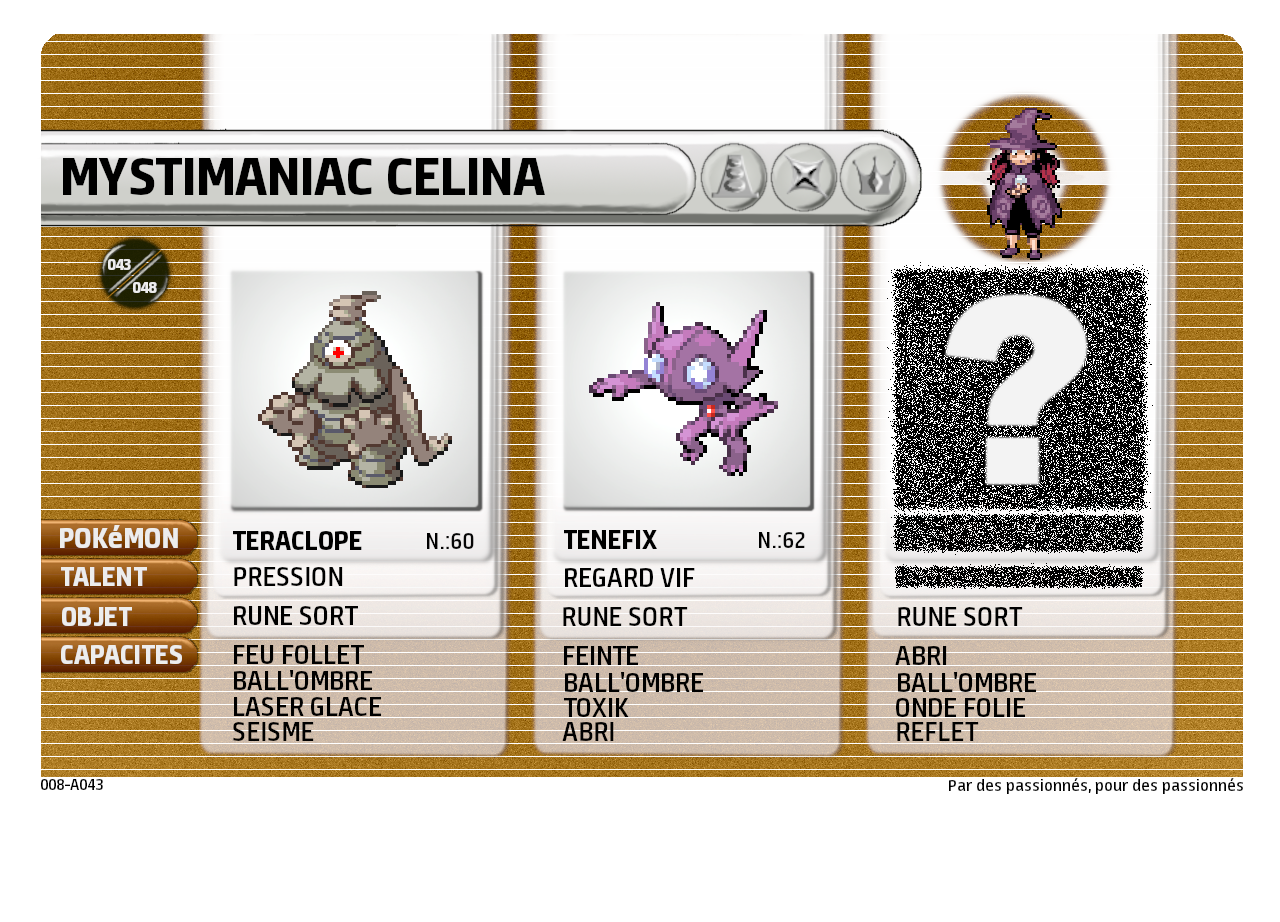 MYSTIMANIAC CELINA
043
048
?
POKéMON
TERACLOPE N.:60
TENEFIX N.:62
TALENT
PRESSION
REGARD VIF
OBJET
RUNE SORT
RUNE SORT
RUNE SORT
CAPACITES
FEU FOLLET
BALL'OMBRE
LASER GLACE
SEISME
FEINTE
BALL'OMBRE
TOXIK
ABRI
ABRI
BALL'OMBRE
ONDE FOLIE
REFLET
008-A043
Par des passionnés, pour des passionnés